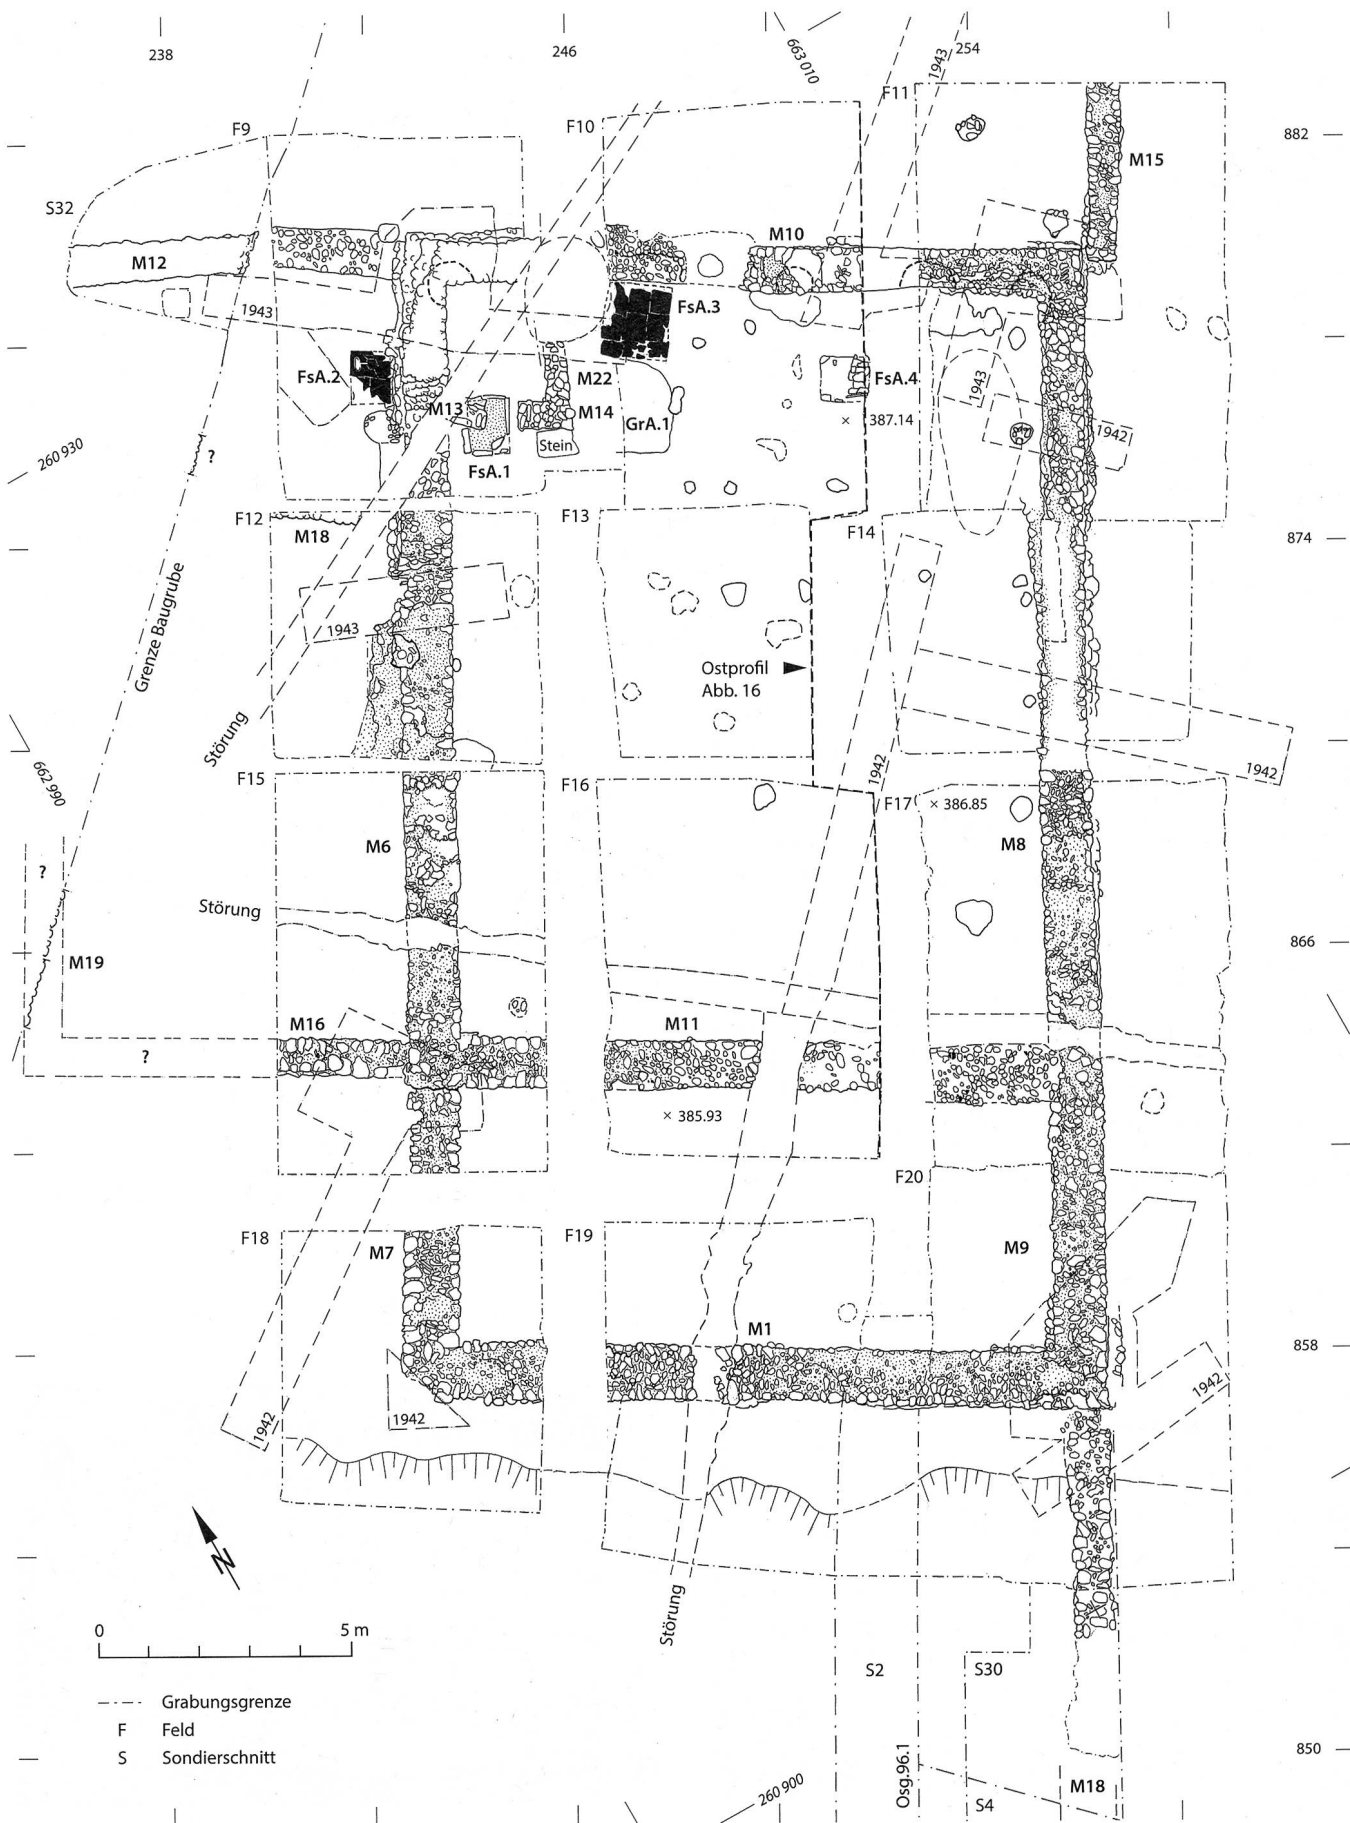 238
246
663 010
1943
254
F11
882
F9
F10
M15
S32
M10
M12
1943
FsA.3
FsA.2
M22
FsA.4
1943
M13
M14
GrA.1
387.14
1942
Stein
FsA.1
260 930
?
F12
M18
F13
F14
874
1943
Grenze Baugrube
Ostprofil
Abb. 16
Störung
1942
1942
662 990
F15
F16
F17
386.85
M6
M8
?
Störung
866
M19
M16
M11
?
385.93
F20
F18
M7
F19
M9
M1
858
1942
1942
1942
N
0
5 m
Störung
S2
S30
Grabungsgrenze
F Feld
S Sondierschnitt
850
Osg.96.1
M18
260 900
S4